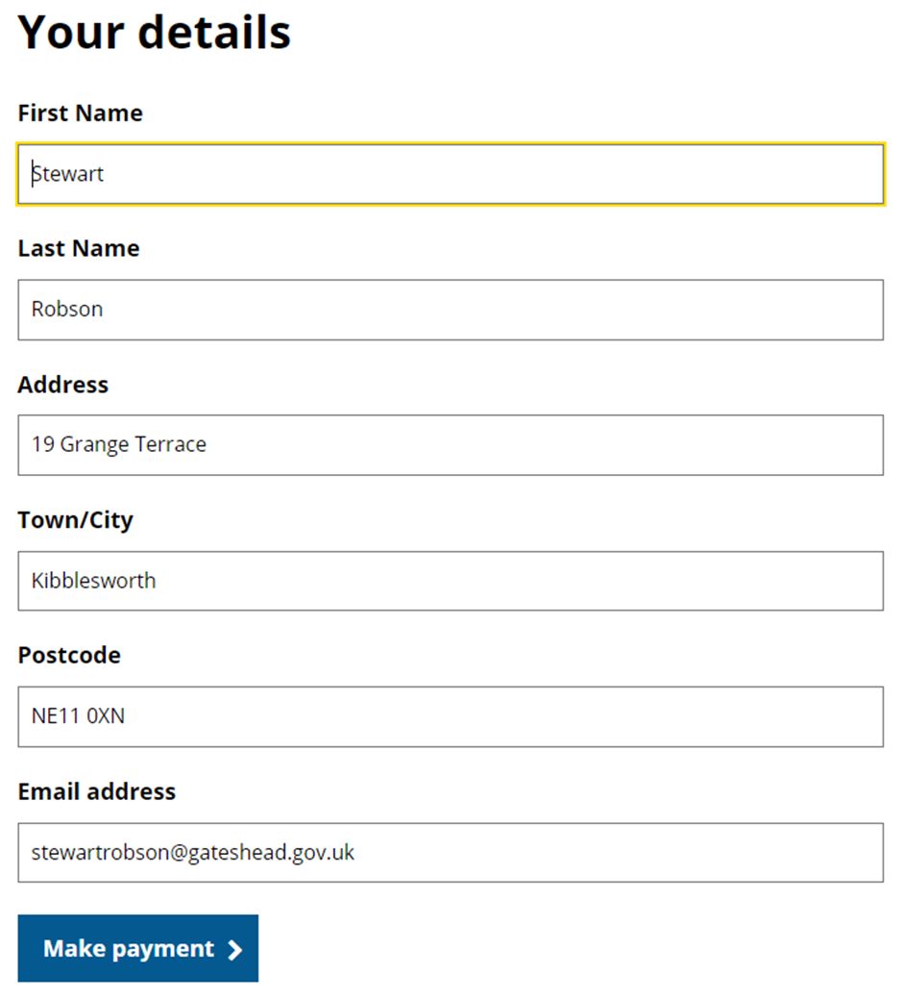 Your details
First Name
Stewart
Last Name
Robson
Address
19 Grange Terrace
Town/City
Kibblesworth
Postcode
NE11 0XN
Email address
stewartrobson@gateshead.gov.uk
Make payment